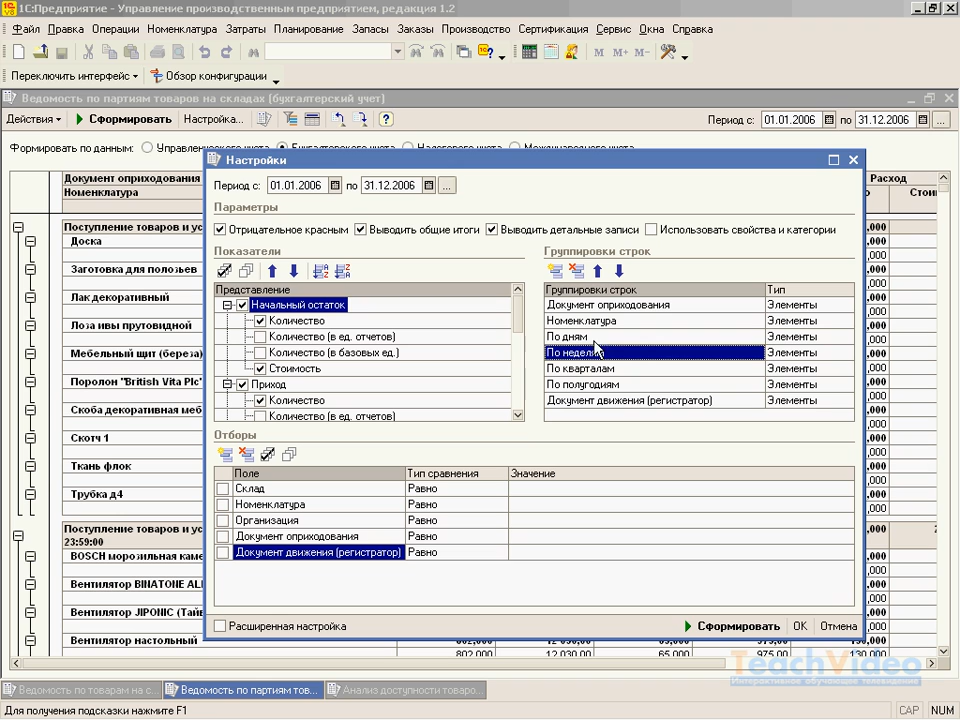 1С:Предприятие - Управление производственным предприятием, редакция 1.2
Файл Правка Операции Номенклатура Затраты Планирование Запасы Заказы Производство Сертификация Сервис Окна Справка
М М+ М-
Переключить интерфейс Обзор конфигурации
Ведомость по партиям товаров на складах (бухгалтерский учет)
Действия Сформировать Настройка... Период с: 01.01.2006 по 31.12.2006 ...
Формировать по данным:
Документ оприходования Расход
Номенклатура
Поступление товаров и ус
Доска
Заготовка для полозьев
Лак декоративный
Лоза ивы прутовидной
Мебельный щит (береза)
Поролон "British Vita Plc"
Скоба декоративная меб
Скотч 1
Ткань флок
Трубка д4
Поступление товаров и ус
23:59:00
BOSCH морозильная каме
Вентилятор BINATONE AL
Вентилятор JIPONIC (Тай
Вентилятор настольный
802,000 12 030,00 65,000 975,00 130,000
Настройки
Период с: 01.01.2006 по 31.12.2006 ...
Параметры
Отрицательное красным Выводить общие итоги Выводить детальные записи Использовать свойства и категории
Показатели
Представление
Начальный остаток
Количество
Количество (в ед. отчетов)
Количество (в базовых ед.)
Стоимость
Приход
Количество
Количество (в ед. отчетов)
Группировки строк
Группировки строк Тип
Документ оприходования Элементы
Номенклатура Элементы
По дням Элементы
По неделям Элементы
По кварталам Элементы
По полугодиям Элементы
Документ движения (регистратор) Элементы
Отборы
Поле Тип сравнения Значение
Склад Равно
Номенклатура Равно
Организация Равно
Документ оприходования Равно
Документ движения (регистратор) Равно
Расширенная настройка Сформировать OK Отмена
TeachVideo
Интерактивное обучающее телевидение
Ведомость по товарам на с... Ведомость по партиям тов... Анализ доступности товаро...
Для получения подсказки нажмите F1 CAP NUM